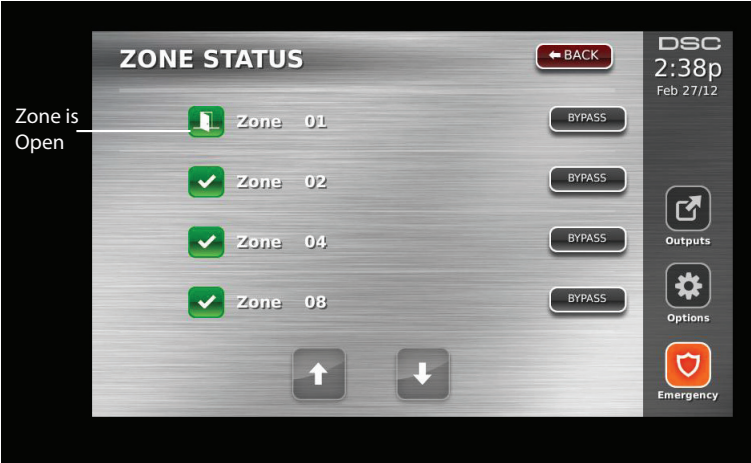 ZONE STATUS
BACK
DSC
2:38p
Feb 27/12
Zone is
Open
Zone 01
BYPASS
Zone 02
BYPASS
Zone 04
BYPASS
Zone 08
BYPASS
Outputs
Options
Emergency